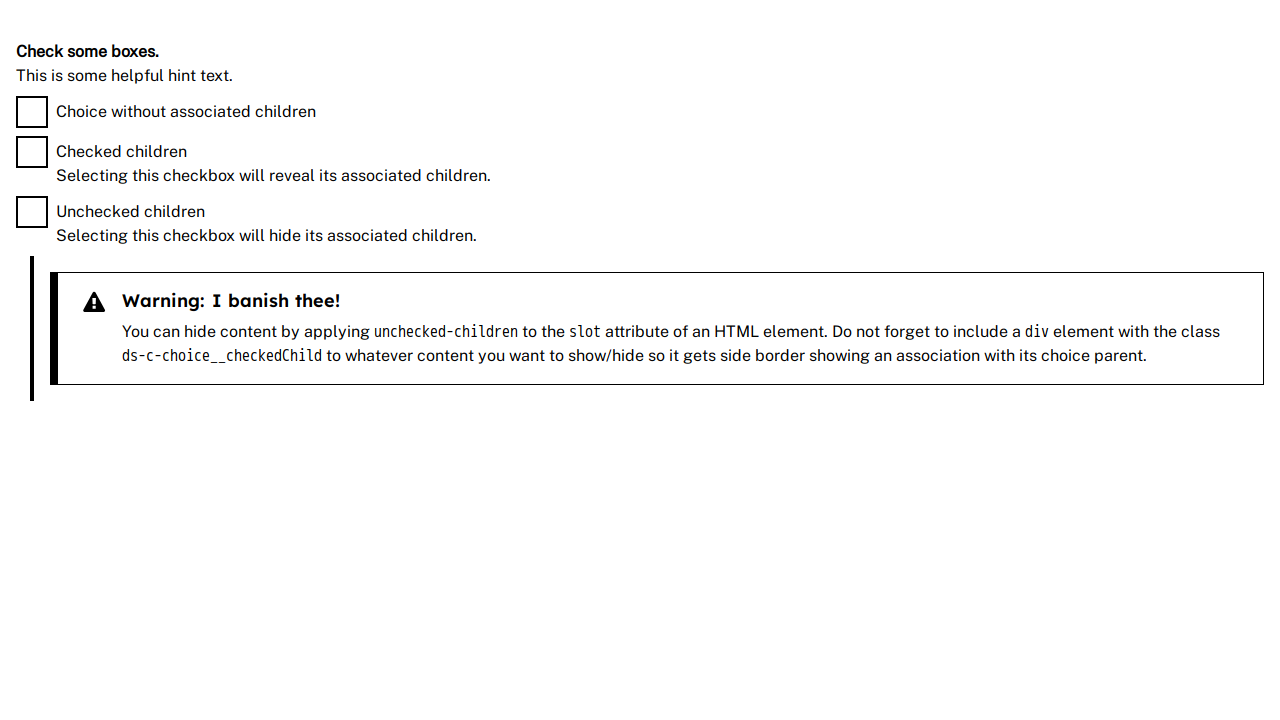 Check some boxes.
This is some helpful hint text.
Choice without associated children
Checked children
Selecting this checkbox will reveal its associated children.
Unchecked children
Selecting this checkbox will hide its associated children.
Warning: I banish thee!
You can hide content by applying unchecked-children to the slot attribute of an HTML element. Do not forget to include a div element with the class
ds-c-choice__checkedChild to whatever content you want to show/hide so it gets side border showing an association with its choice parent.